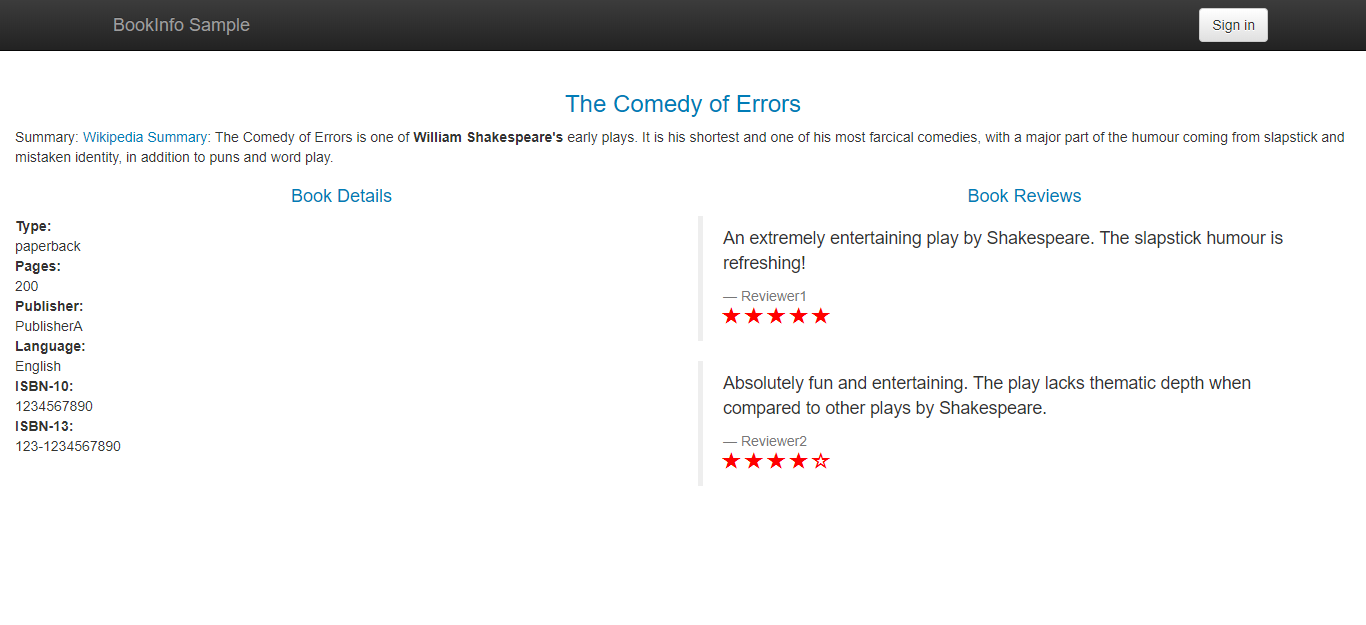 BookInfo Sample
Sign in
The Comedy of Errors
Summary: Wikipedia Summary: The Comedy of Errors is one of William Shakespeare's early plays. It is his shortest and one of his most farcical comedies, with a major part of the humour coming from slapstick and
mistaken identity, in addition to puns and word play.
Book Details
Type:
paperback
Pages:
200
Publisher:
PublisherA
Language:
English
ISBN-10:
1234567890
ISBN-13:
123-1234567890
Book Reviews
An extremely entertaining play by Shakespeare. The slapstick humour is
refreshing!
— Reviewer1
Absolutely fun and entertaining. The play lacks thematic depth when
compared to other plays by Shakespeare.
— Reviewer2